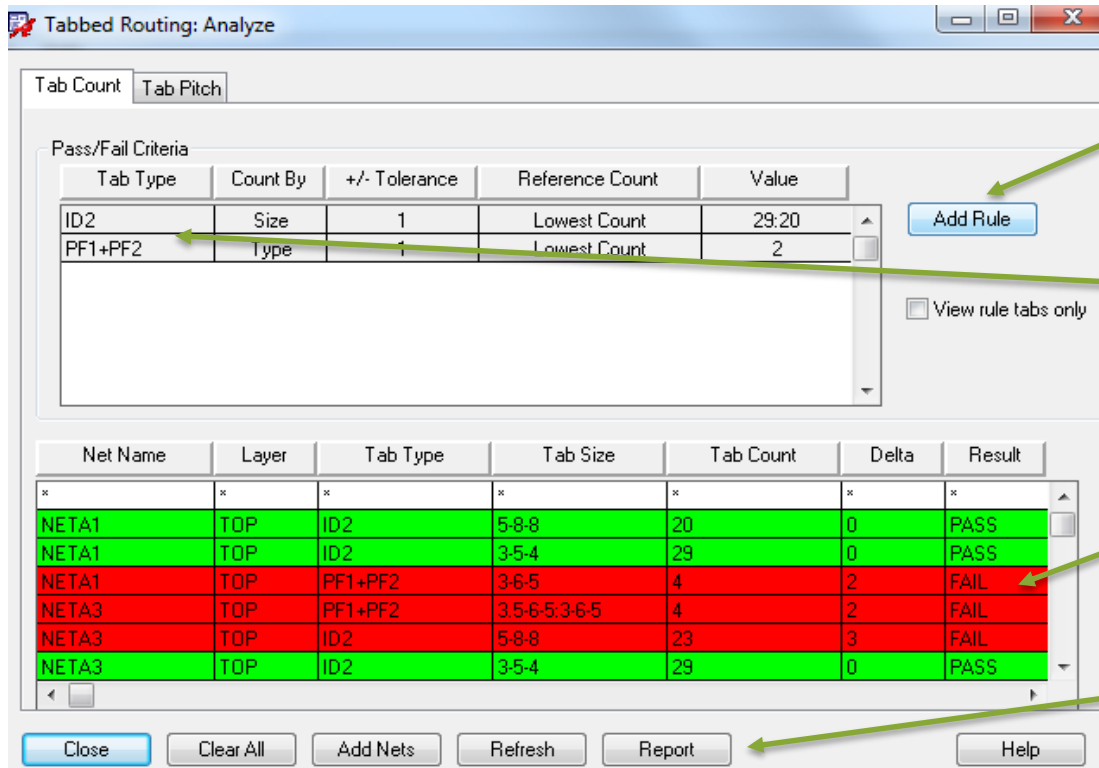 Tabbed Routing: Analyze
Tab Count Tab Pitch
Pass/Fail Criteria
Tab Type Count By +/- Tolerance Reference Count Value
ID2 Size 1 Lowest Count 29:20 Add Rule
PF1+PF2 Type 1 Lowest Count 2
View rule tabs only
Net Name Layer Tab Type Tab Size Tab Count Delta Result
* * * * * * *
NETA1 TOP ID2 5-8-8 20 0 PASS
NETA1 TOP ID2 3-5-4 29 0 PASS
NETA1 TOP PF1+PF2 3-6-5 4 2 FAIL
NETA3 TOP PF1+PF2 3.5-6-5:3-6-5 4 2 FAIL
NETA3 TOP ID2 5-8-8 23 3 FAIL
NETA3 TOP ID2 3-5-4 29 0 PASS
Close Clear All Add Nets Refresh Report Help